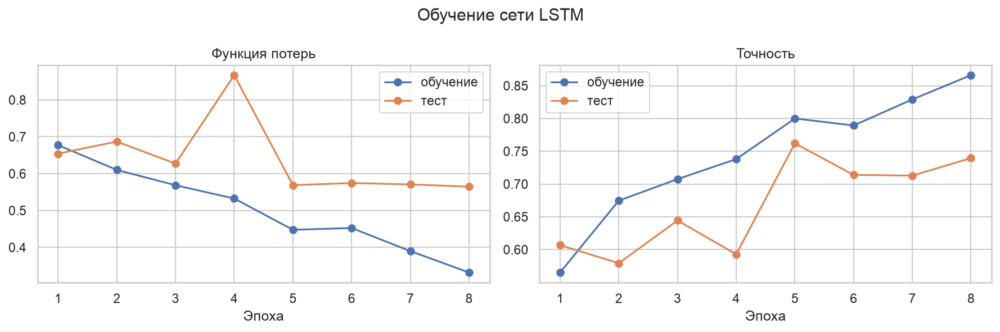 Обучение сети LSTM
Функция потерь
обучение
тест
0.8
0.7
0.6
0.5
0.4
1 2 3 4 5 6 7 8
Эпоха
Точность
обучение
тест
0.85
0.80
0.75
0.70
0.65
0.60
1 2 3 4 5 6 7 8
Эпоха